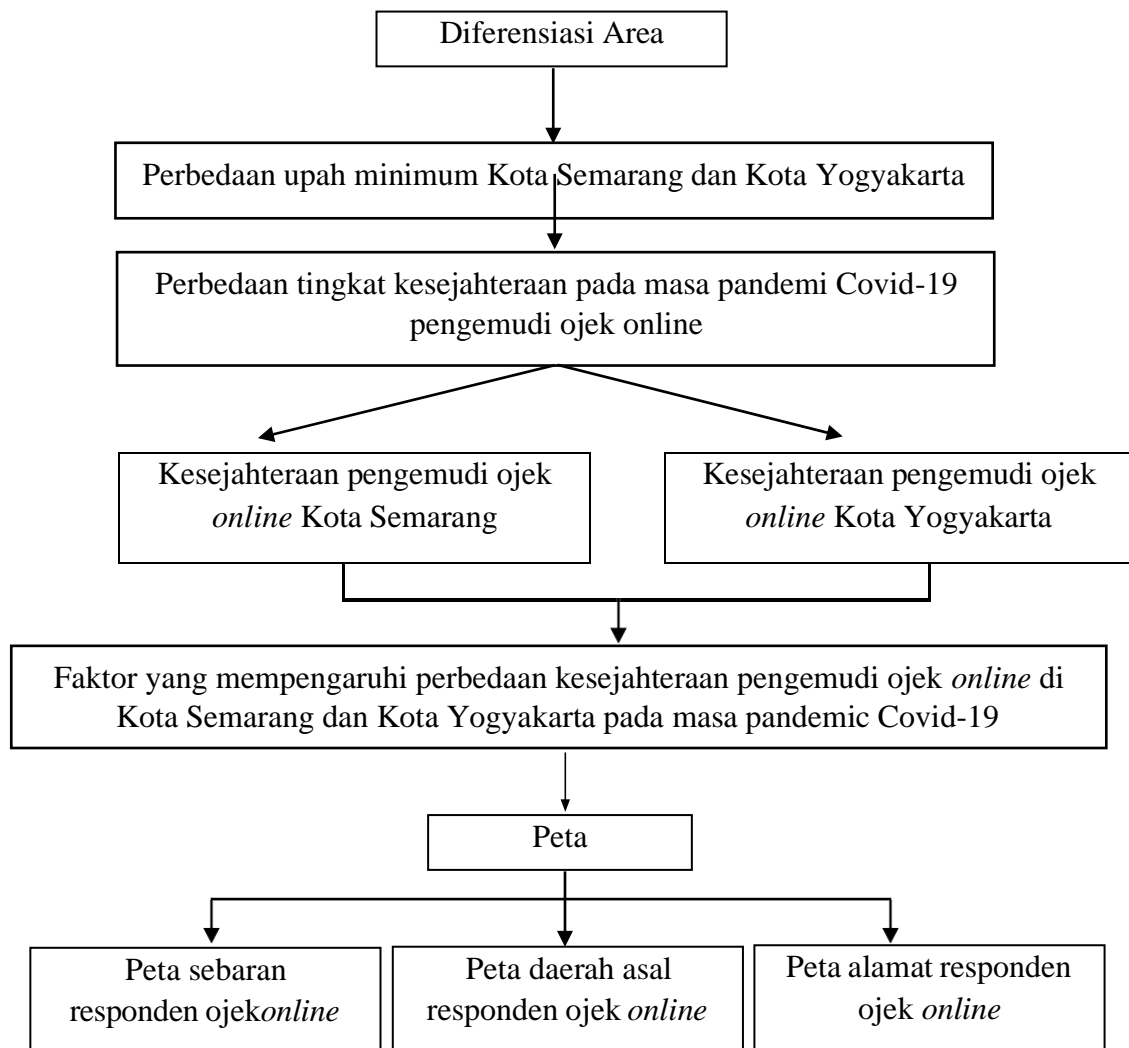 Diferensiasi Area
Perbedaan upah minimum Kota Semarang dan Kota Yogyakarta
Perbedaan tingkat kesejahteraan pada masa pandemi Covid-19
pengemudi ojek online
Kesejahteraan pengemudi ojek
online Kota Semarang
Kesejahteraan pengemudi ojek
online Kota Yogyakarta
Faktor yang mempengaruhi perbedaan kesejahteraan pengemudi ojek online di
Kota Semarang dan Kota Yogyakarta pada masa pandemic Covid-19
Peta
Peta sebaran
responden ojekonline
Peta daerah asal
responden ojek online
Peta alamat responden
ojek online